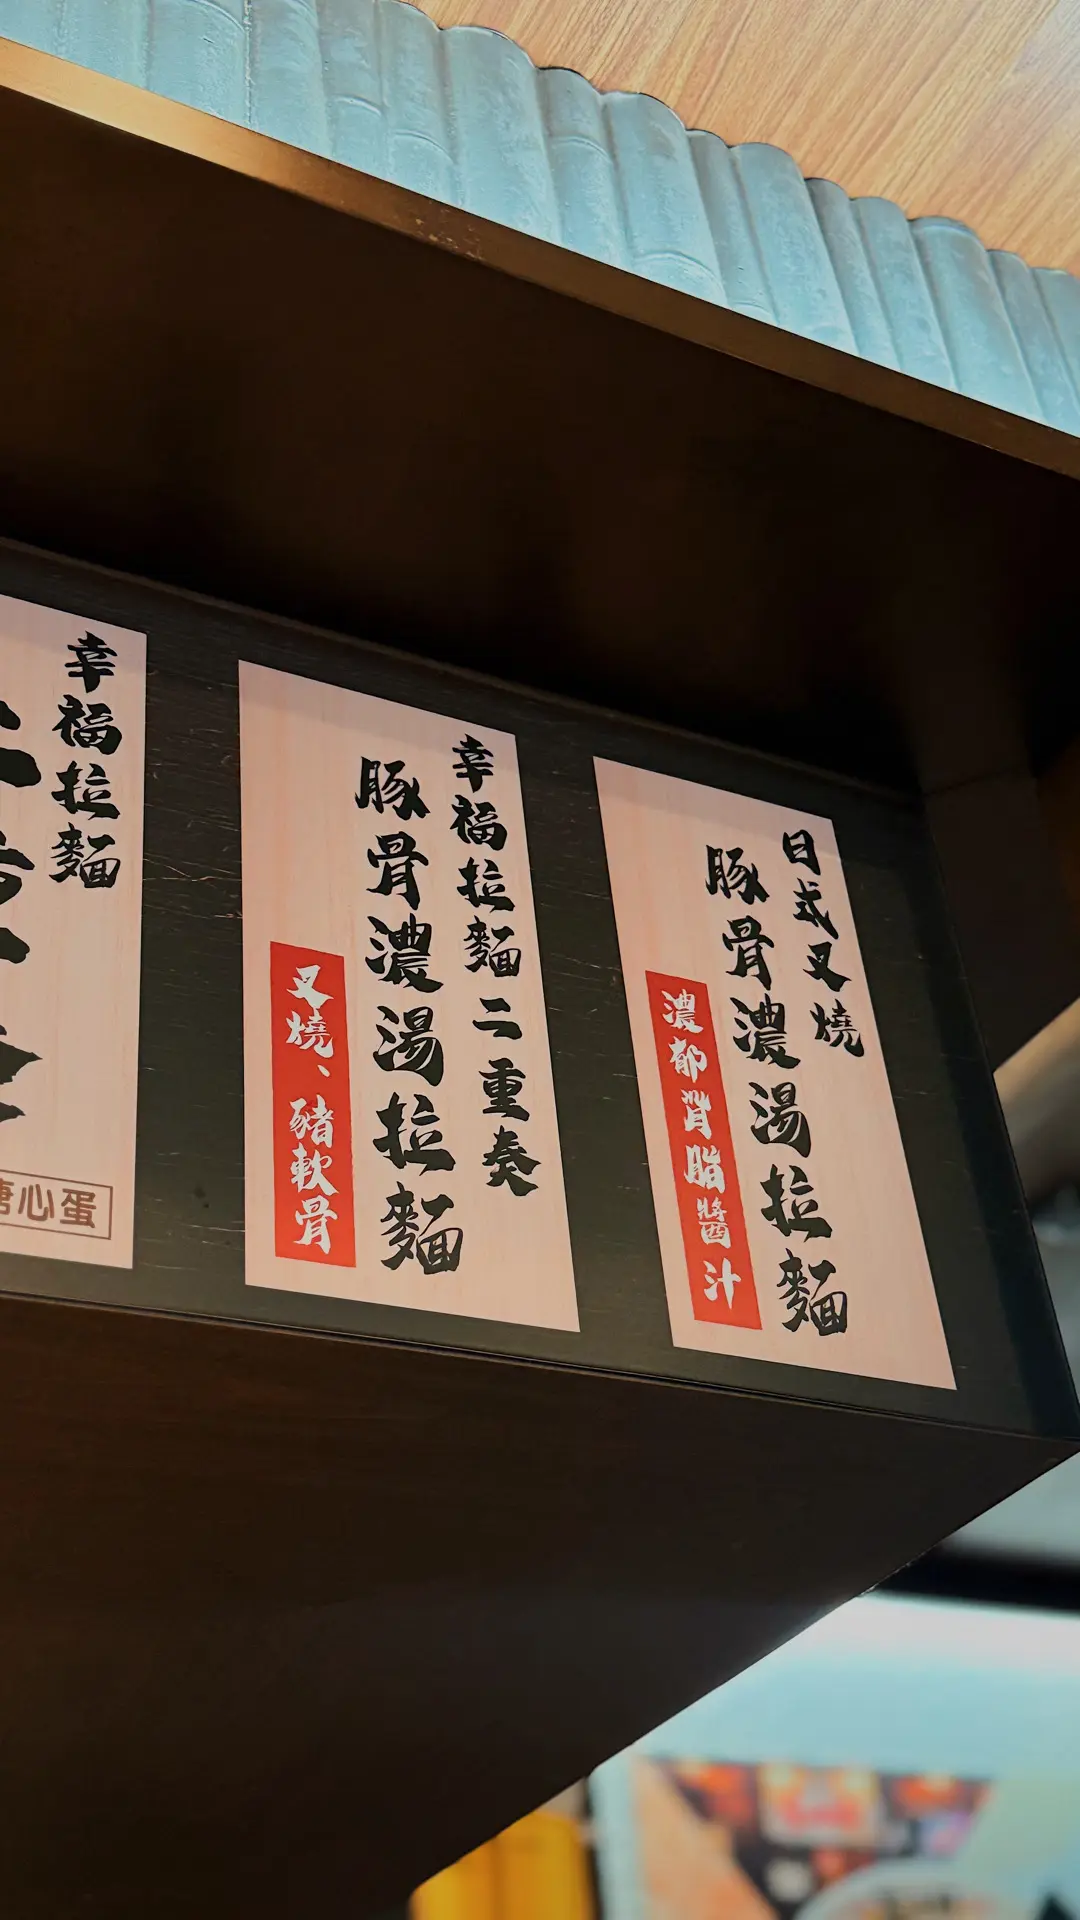 日式叉燒
豚骨濃湯拉麵
濃郁背脂醬汁
幸福拉麵二重奏
豚骨濃湯拉麵
叉燒、豬軟骨
幸福拉麵
心蛋